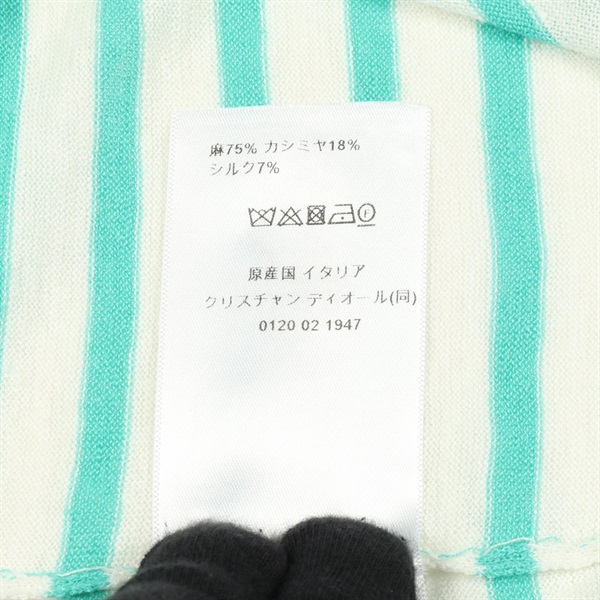 麻75% カシミヤ18%
シルク7%
原産国 イタリア
クリスチャン ディオール(同)
0120 02 1947